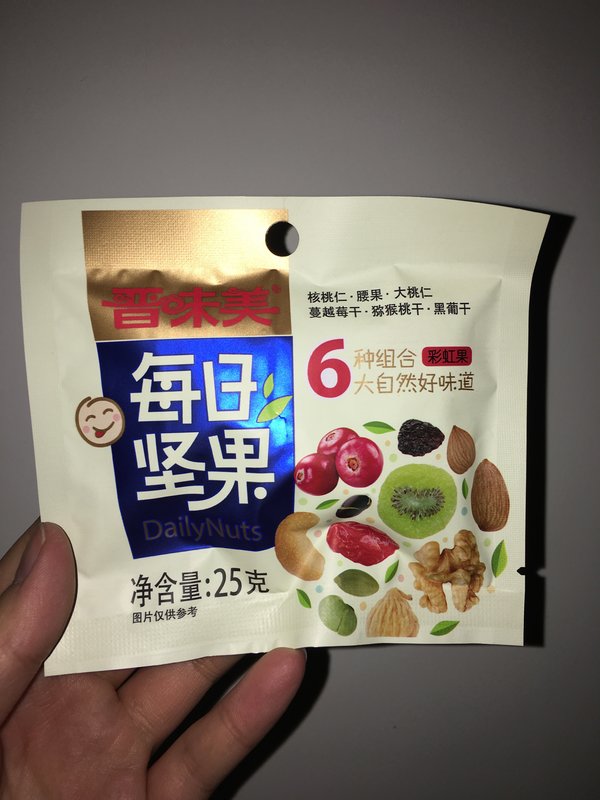 晋味美
每日
坚果
DailyNuts
净含量:25克
图片仅供参考
核桃仁·腰果·大桃仁
蔓越莓干·猕猴桃干·黑葡干
6种组合 彩虹果
大自然好味道